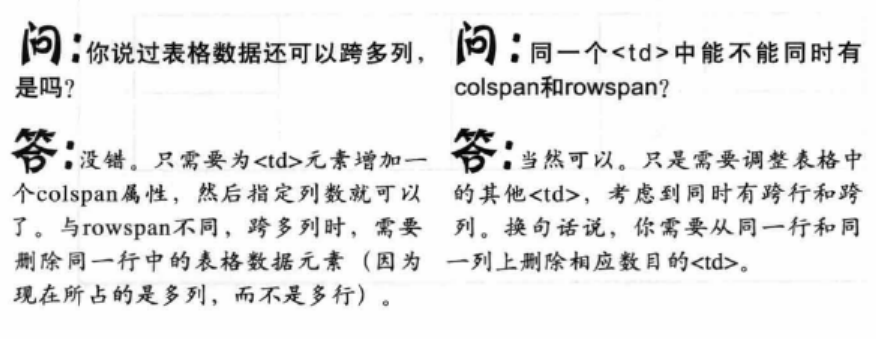 问：你说过表格数据还可以跨多列，
是吗？
答：没错。只需要为<td>元素增加一
个colspan属性，然后指定列数就可以
了。与rowspan不同，跨多列时，需要
删除同一行中的表格数据元素（因为
现在所占的是多列，而不是多行）。
问：同一个<td>中能不能同时有
colspan和rowspan？
答：当然可以。只是需要调整表格中
的其他<td>，考虑到同时有跨行和跨
列。换句话说，你需要从同一行和同
一列上删除相应数目的<td>。